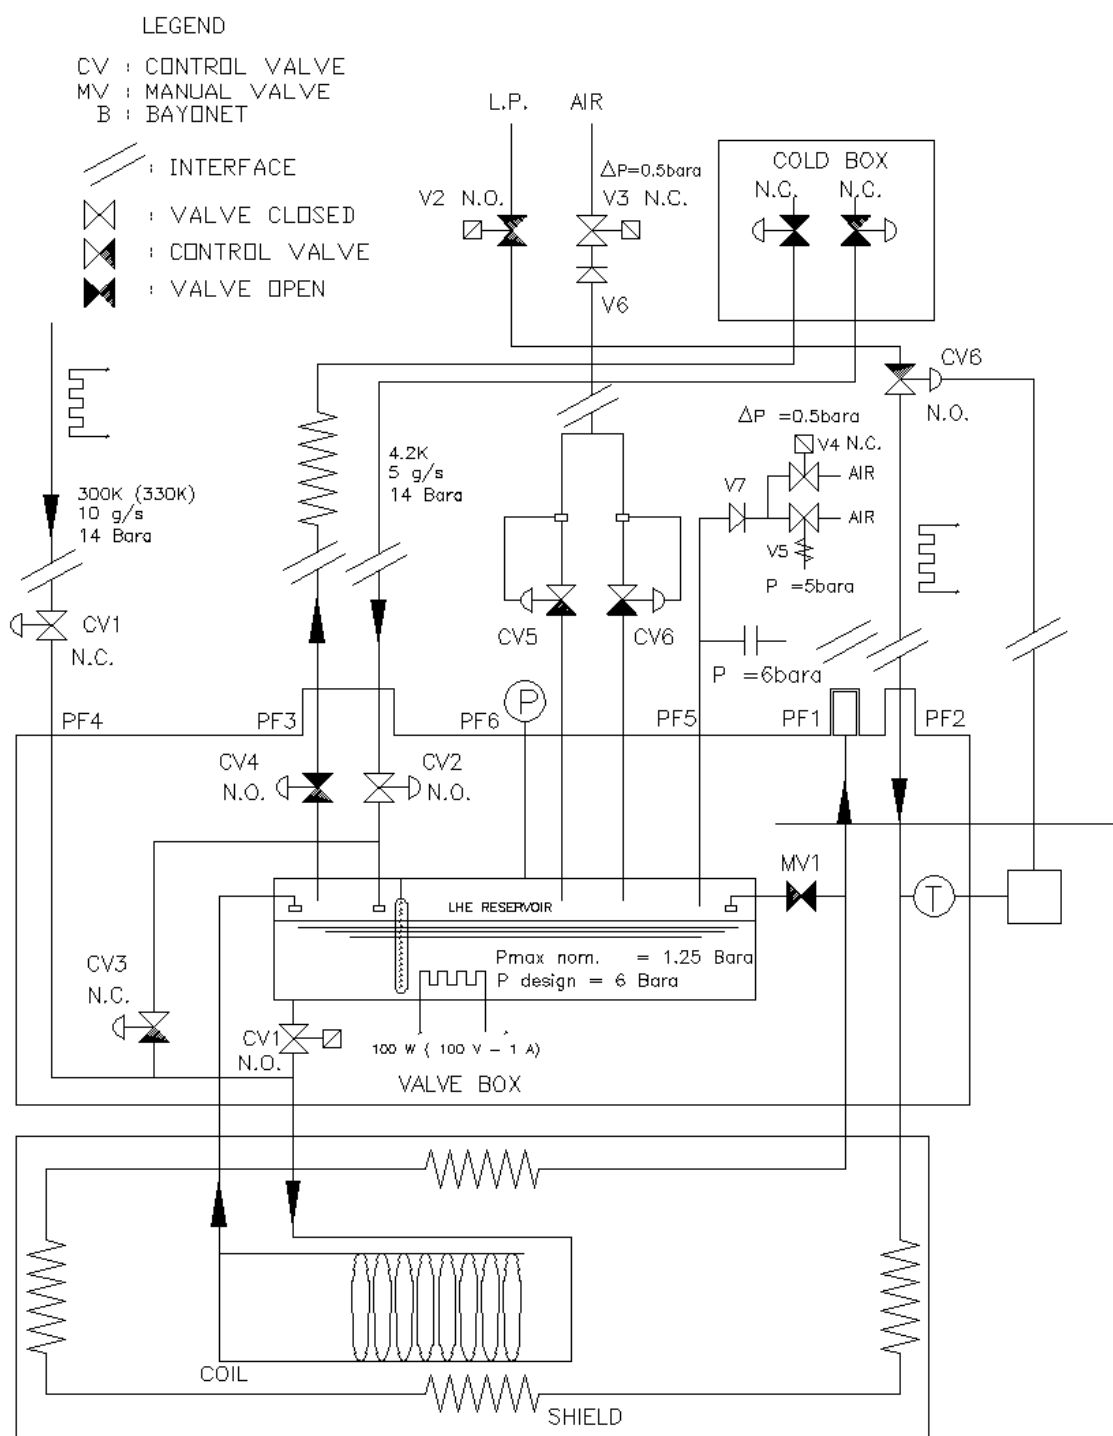 LEGEND
CV : CONTROL VALVE
MV : MANUAL VALVE
B : BAYONET
: INTERFACE
: VALVE CLOSED
: CONTROL VALVE
: VALVE OPEN
L.P.
AIR
△P=0.5bara
V2 N.O.
V3 N.C.
V6
COLD BOX
N.C.
N.C.
CV6
N.O.
△P =0.5bara
V4 N.C.
AIR
V7
AIR
V5
P =5bara
4.2K
5 g/s
14 Bara
300K (330K)
10 g/s
14 Bara
CV1
N.C.
CV5
CV6
P =6bara
P
PF4
PF3
PF6
PF5
PF1
PF2
CV4
N.O.
CV2
N.O.
MV1
T
LHE RESERVOIR
Pmax nom. = 1.25 Bara
P design = 6 Bara
CV3
N.C.
CV1
N.O.
100 W ( 100 V – 1 A)
VALVE BOX
COIL
SHIELD